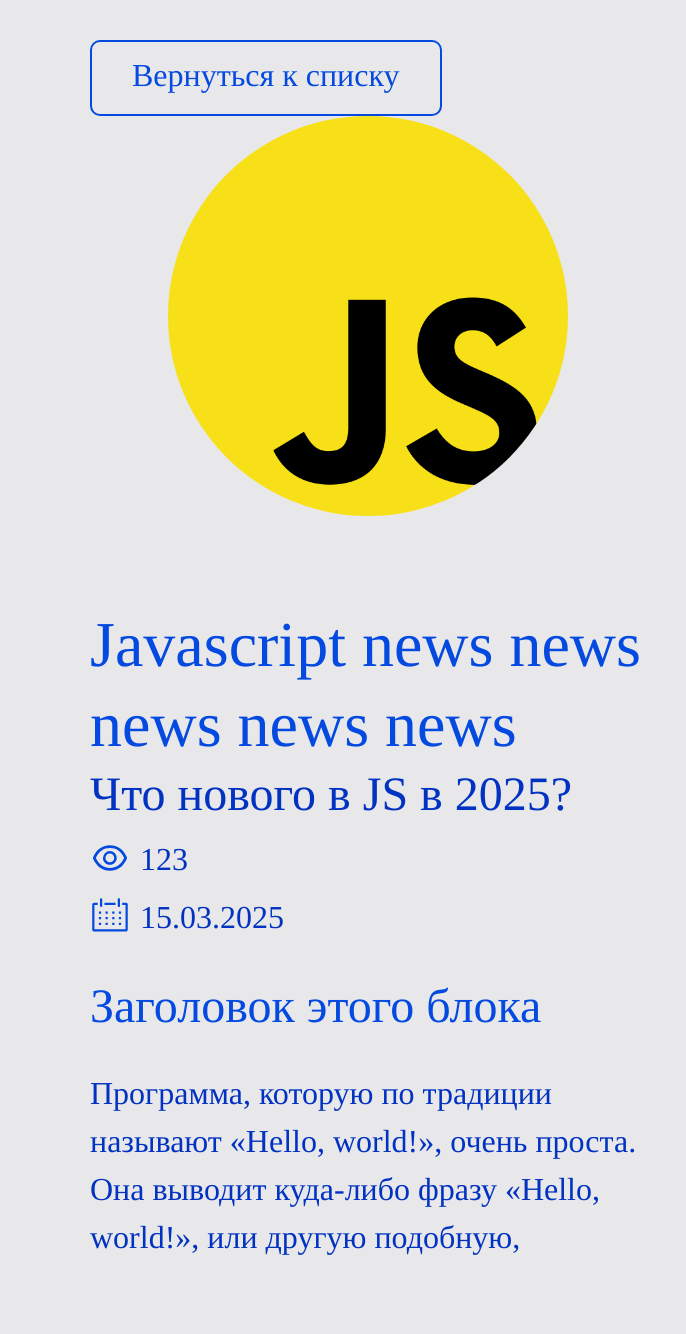 Вернуться к списку
JS
Javascript news news
news news news
Что нового в JS в 2025?
123
15.03.2025
Заголовок этого блока
Программа, которую по традиции
называют «Hello, world!», очень проста.
Она выводит куда-либо фразу «Hello,
world!», или другую подобную,